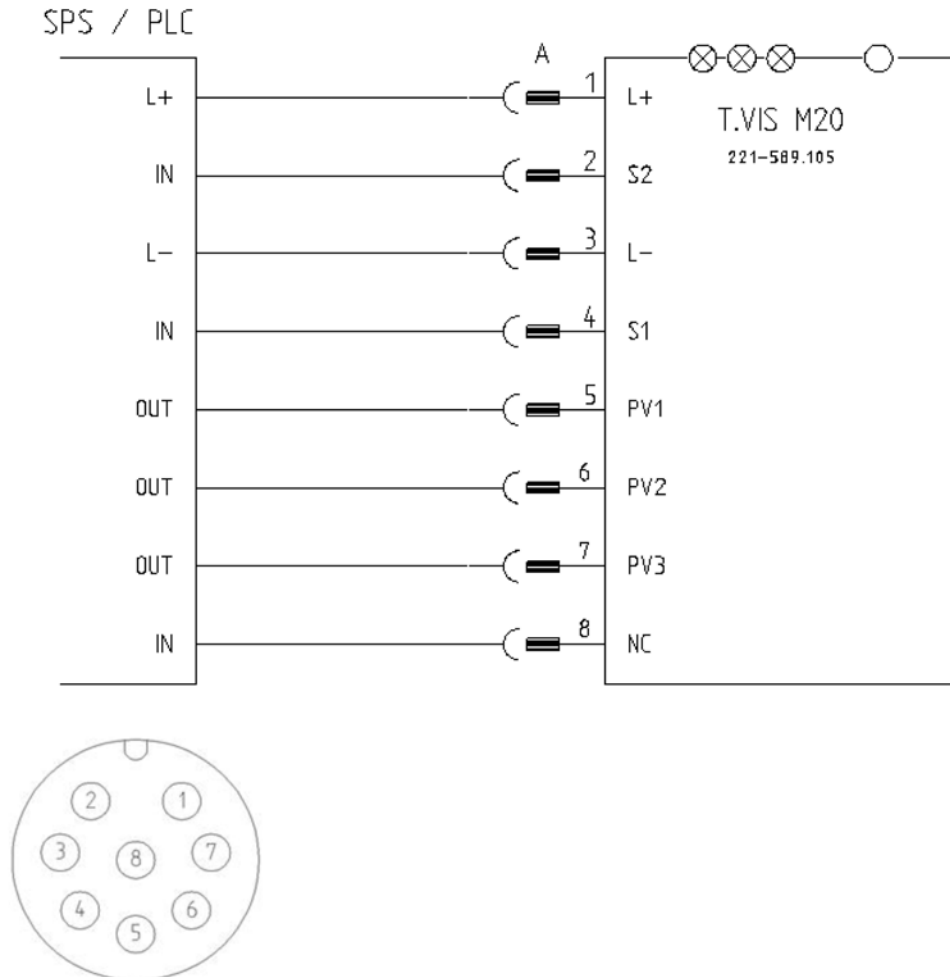 SPS / PLC
A
L+ 1 L+
T.VIS M20
221-589.105
IN 2 S2
L- 3 L-
IN 4 S1
OUT 5 PV1
OUT 6 PV2
OUT 7 PV3
IN 8 NC
2 1
3 8 7
4 6
5